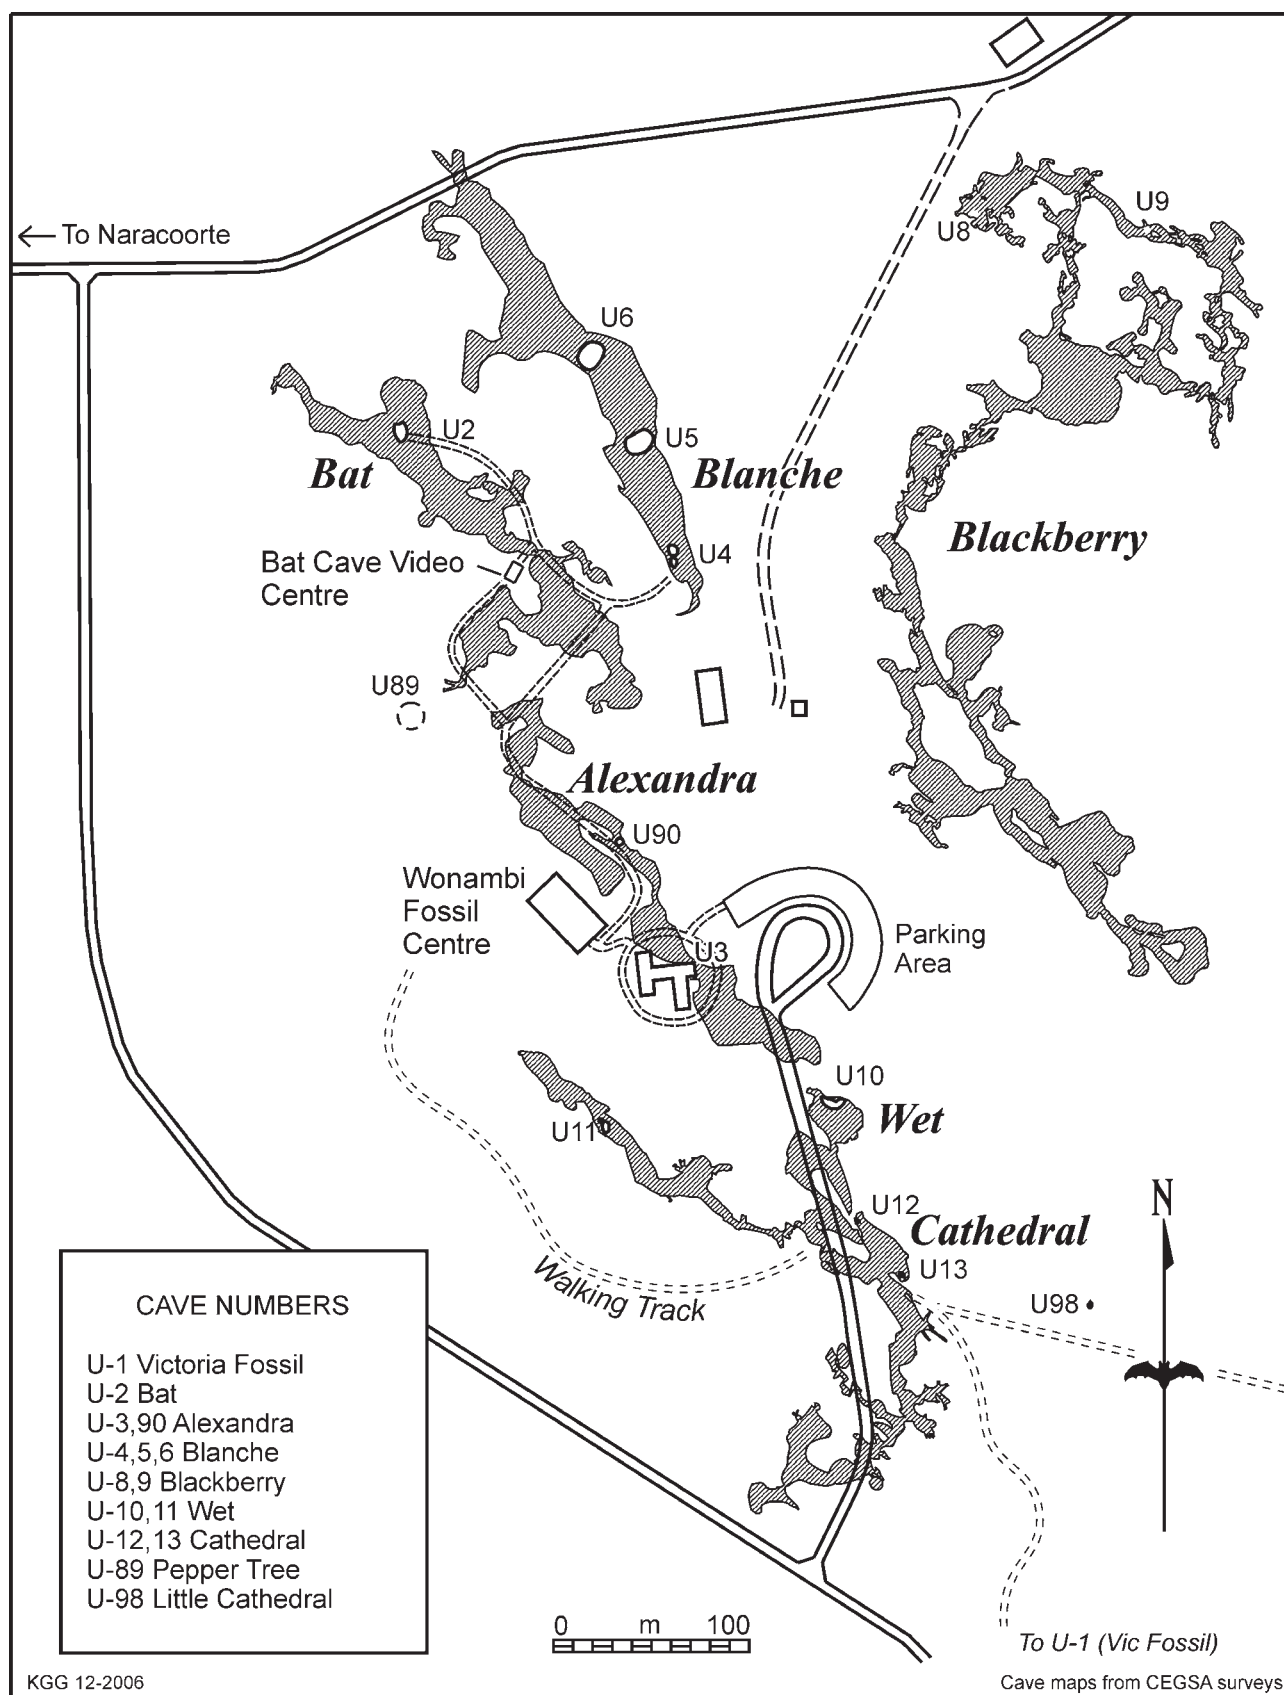 To Naracoorte
U9
U8
U6
U2
U5
Bat
Blanche
Blackberry
U4
Bat Cave Video
Centre
U89
Alexandra
U90
Wonambi
Fossil
Centre
U3
Parking
Area
U10
Wet
U11
U12
Cathedral
N
U13
U98
Walking Track
CAVE NUMBERS
U-1 Victoria Fossil
U-2 Bat
U-3,90 Alexandra
U-4,5,6 Blanche
U-8,9 Blackberry
U-10,11 Wet
U-12,13 Cathedral
U-89 Pepper Tree
U-98 Little Cathedral
0 m 100
To U-1 (Vic Fossil)
KGG 12-2006
Cave maps from CEGSA surveys